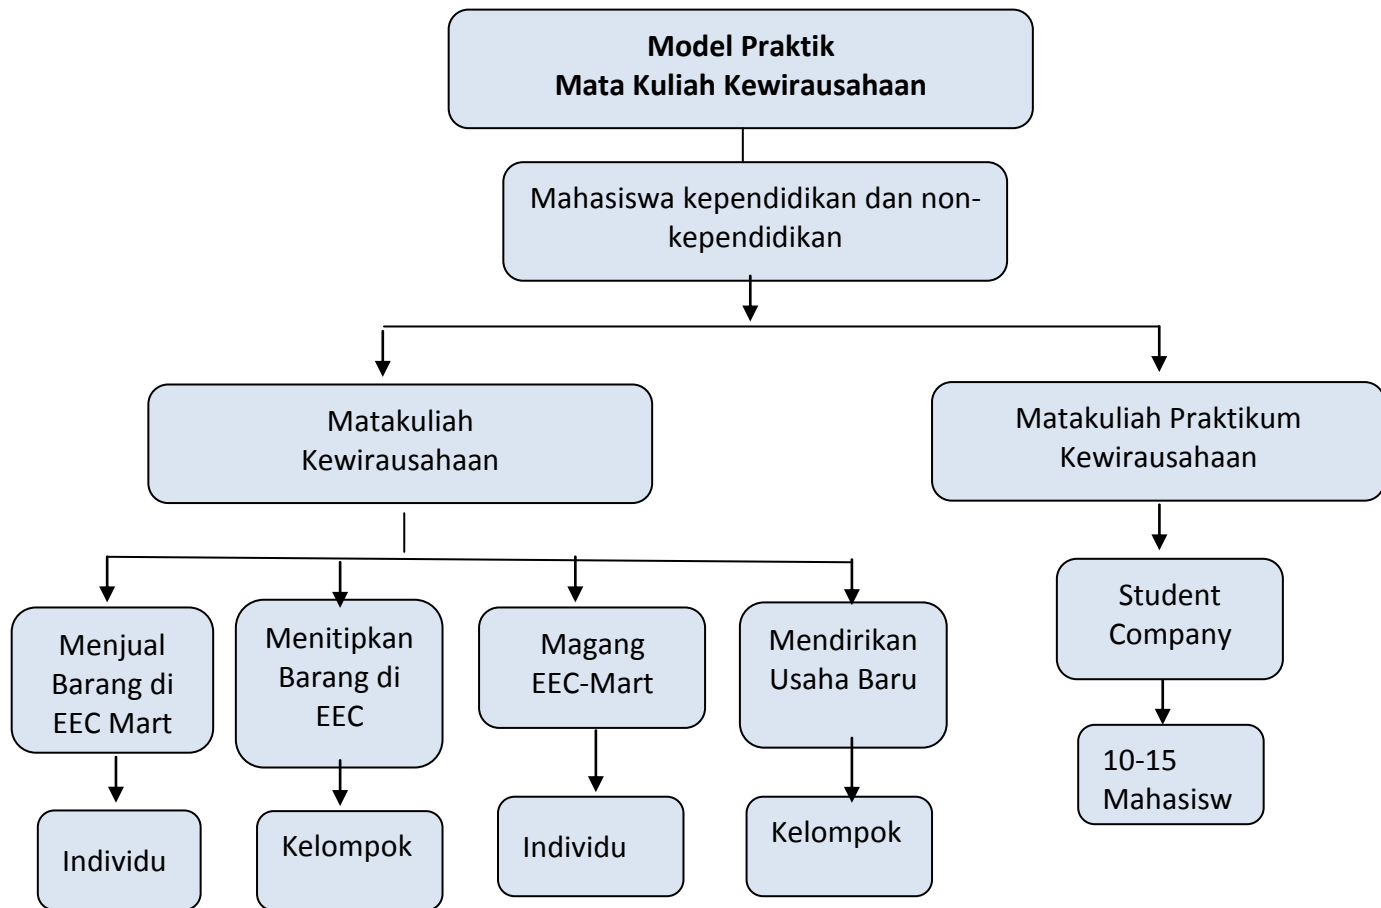 Model Praktik
Mata Kuliah Kewirausahaan
Mahasiswa kependidikan dan non-
kependidikan
Matakuliah
Kewirausahaan
Matakuliah Praktikum
Kewirausahaan
Menjual
Barang di
EEC Mart
Menitipkan
Barang di
EEC
Magang
EEC-Mart
Mendirikan
Usaha Baru
Student
Company
Individu
Kelompok
Individu
Kelompok
10-15
Mahasisw